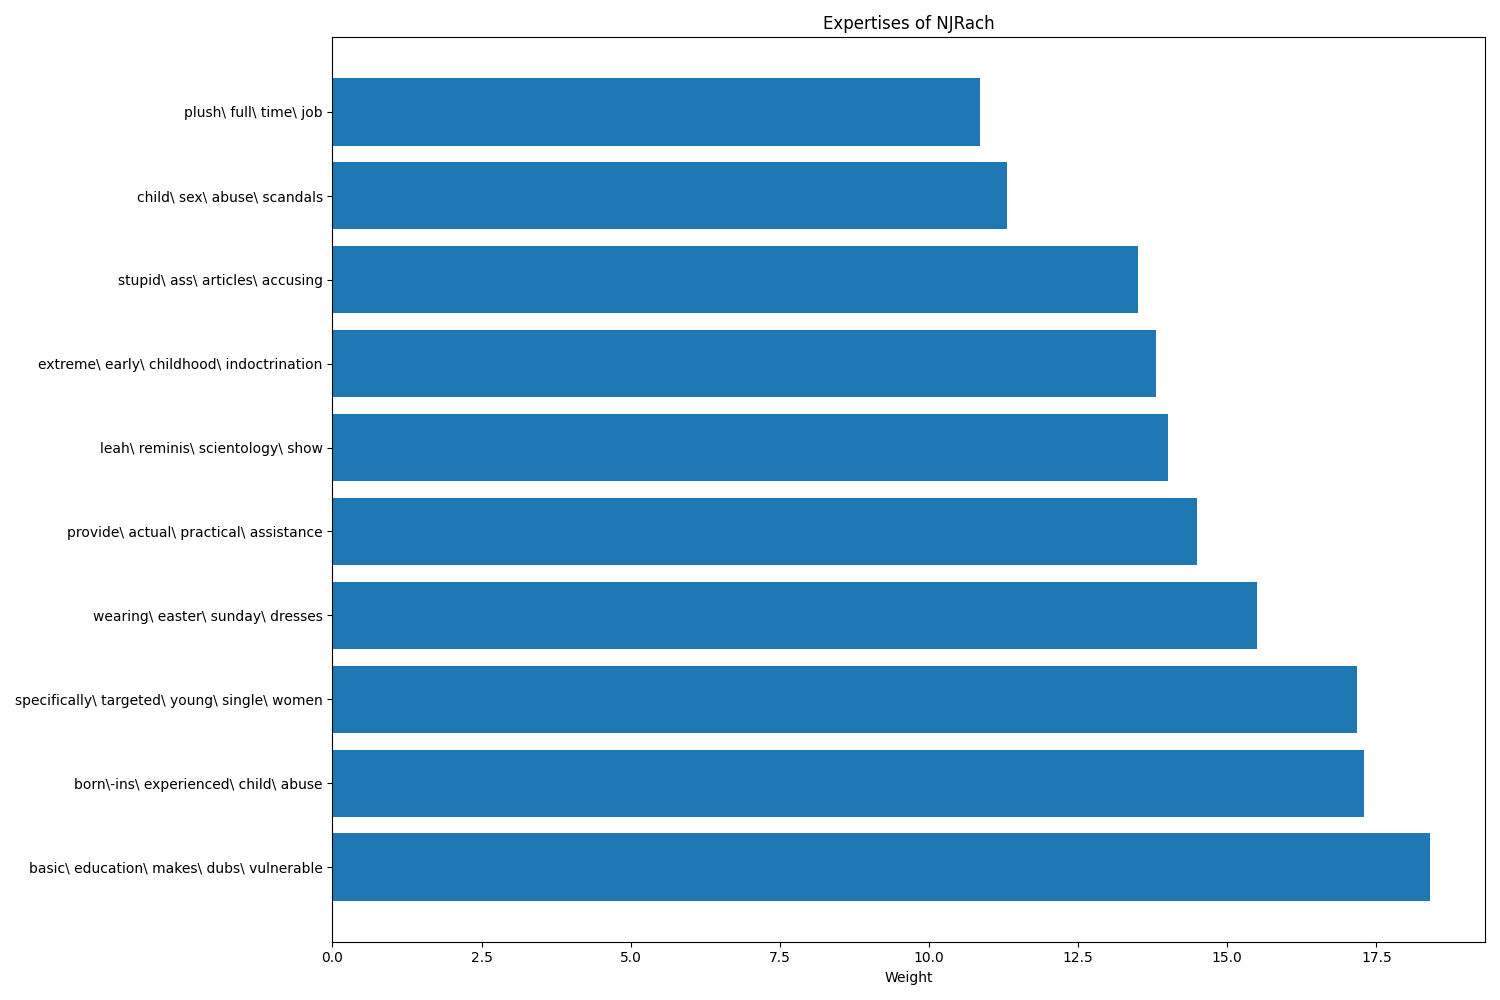 Expertises of NJRach
plush\ full\ time\ job
child\ sex\ abuse\ scandals
stupid\ ass\ articles\ accusing
extreme\ early\ childhood\ indoctrination
leah\ reminis\ scientology\ show
provide\ actual\ practical\ assistance
wearing\ easter\ sunday\ dresses
specifically\ targeted\ young\ single\ women
born\-ins\ experienced\ child\ abuse
basic\ education\ makes\ dubs\ vulnerable
0.0 2.5 5.0 7.5 10.0 12.5 15.0 17.5
Weight